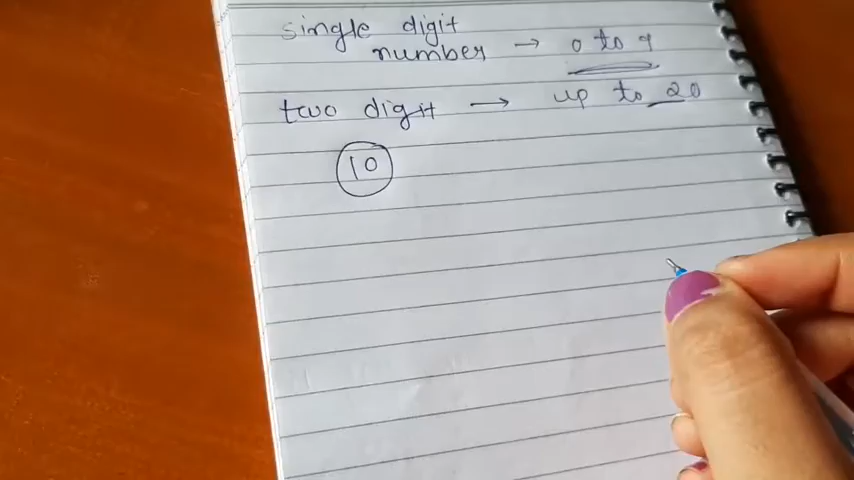 single digit
number → 0 to 9
two digit → up to 20
10